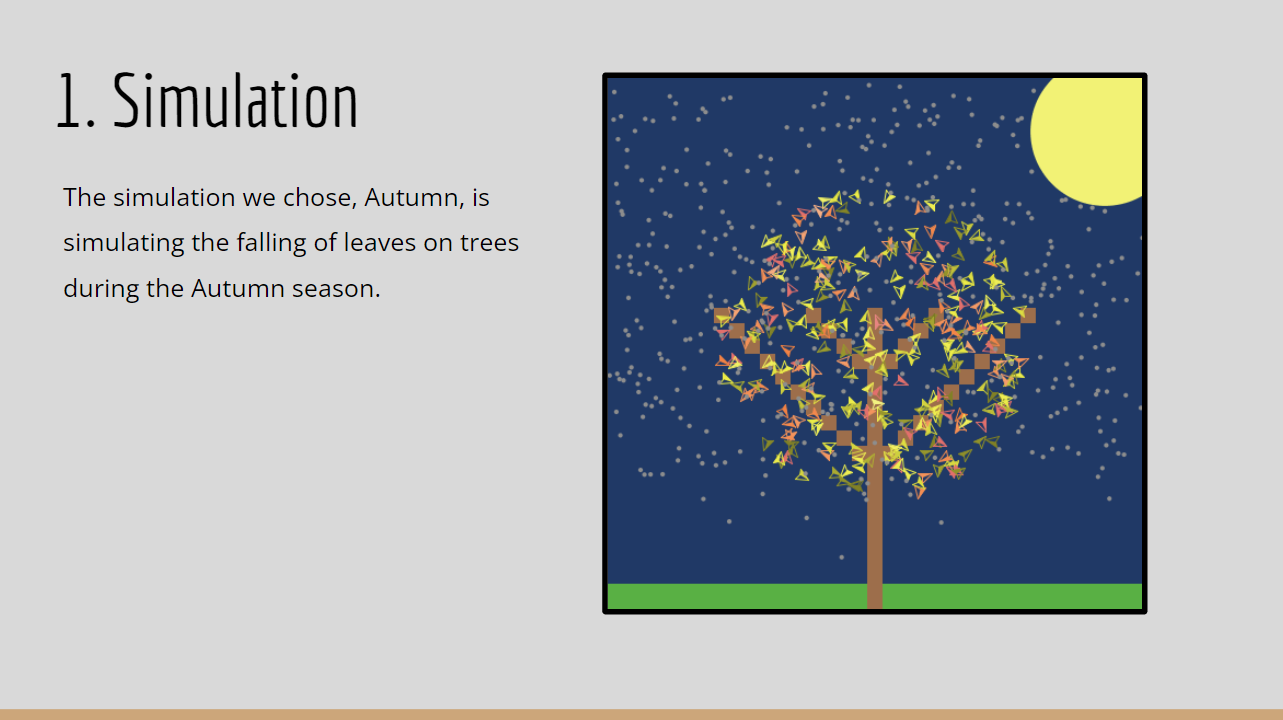 1. Simulation
The simulation we chose, Autumn, is
simulating the falling of leaves on trees
during the Autumn season.